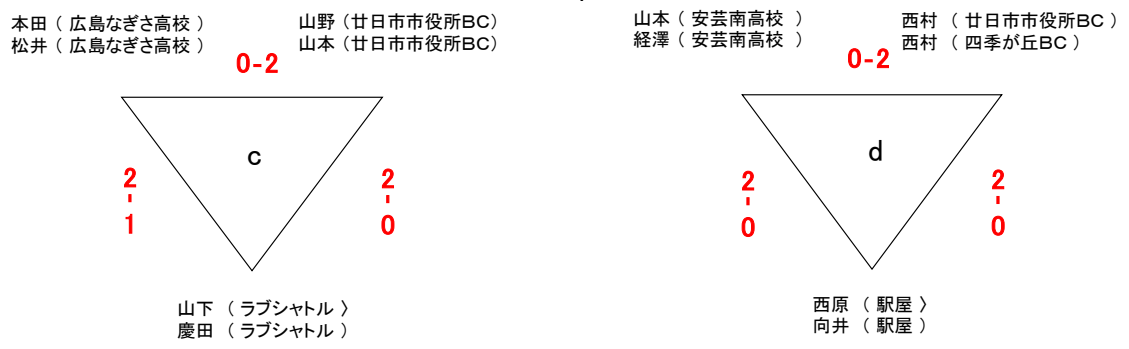 本田 ( 広島なぎさ高校 )
松井 ( 広島なぎさ高校 )
山野 (廿日市市役所BC)
山本 (廿日市市役所BC)
0-2
c
2-1
2-0
山下 ( ラブシャトル 〉
慶田 ( ラブシャトル )
山本 ( 安芸南高校 )
経澤 ( 安芸南高校 )
西村 ( 廿日市市役所BC )
西村 ( 四季が丘BC )
0-2
d
2-0
2-0
西原 ( 駅屋 〉
向井 ( 駅屋 )